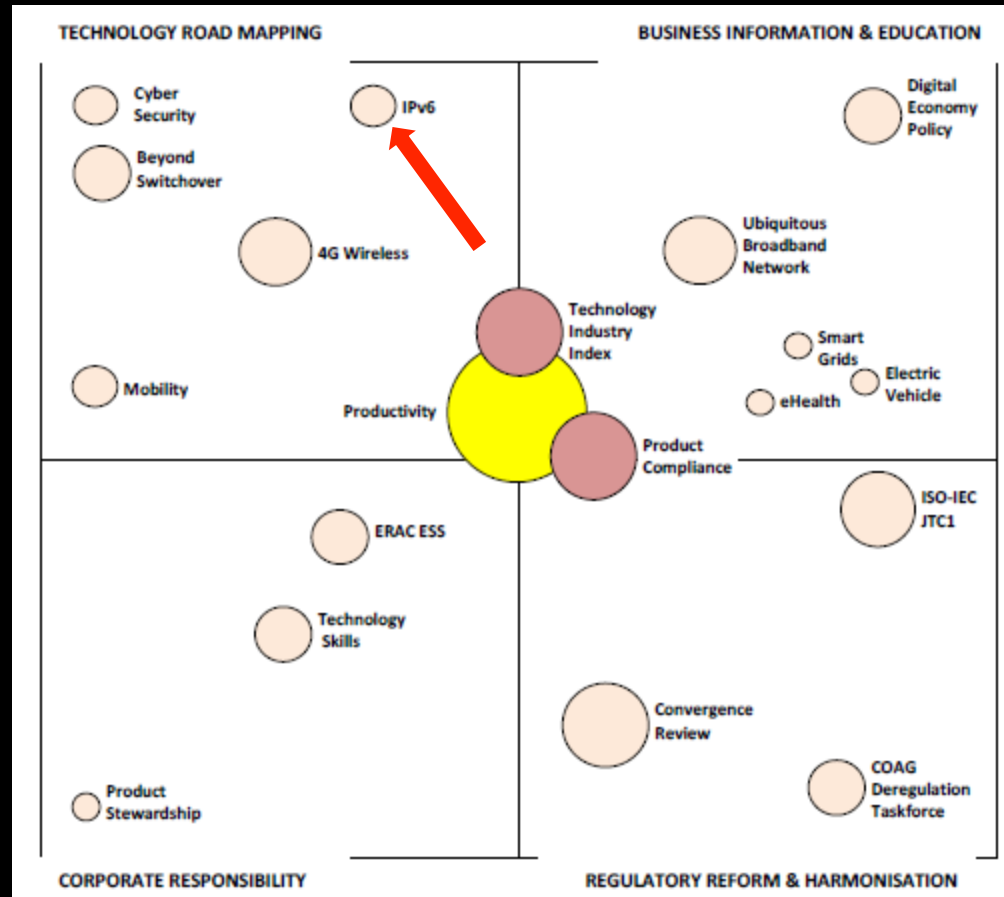 TECHNOLOGY ROAD MAPPING
BUSINESS INFORMATION & EDUCATION
Cyber
Security
IPv6
Beyond
Switchover
4G Wireless
Mobility
Digital
Economy
Policy
Ubiquitous
Broadband
Network
Technology
Industry
Index
Smart
Grids
Electric
Vehicle
eHealth
Productivity
Product
Compliance
ERAC ESS
Technology
Skills
Product
Stewardship
ISO-IEC
JTC1
Convergence
Review
COAG
Deregulation
Taskforce
CORPORATE RESPONSIBILITY
REGULATORY REFORM & HARMONISATION